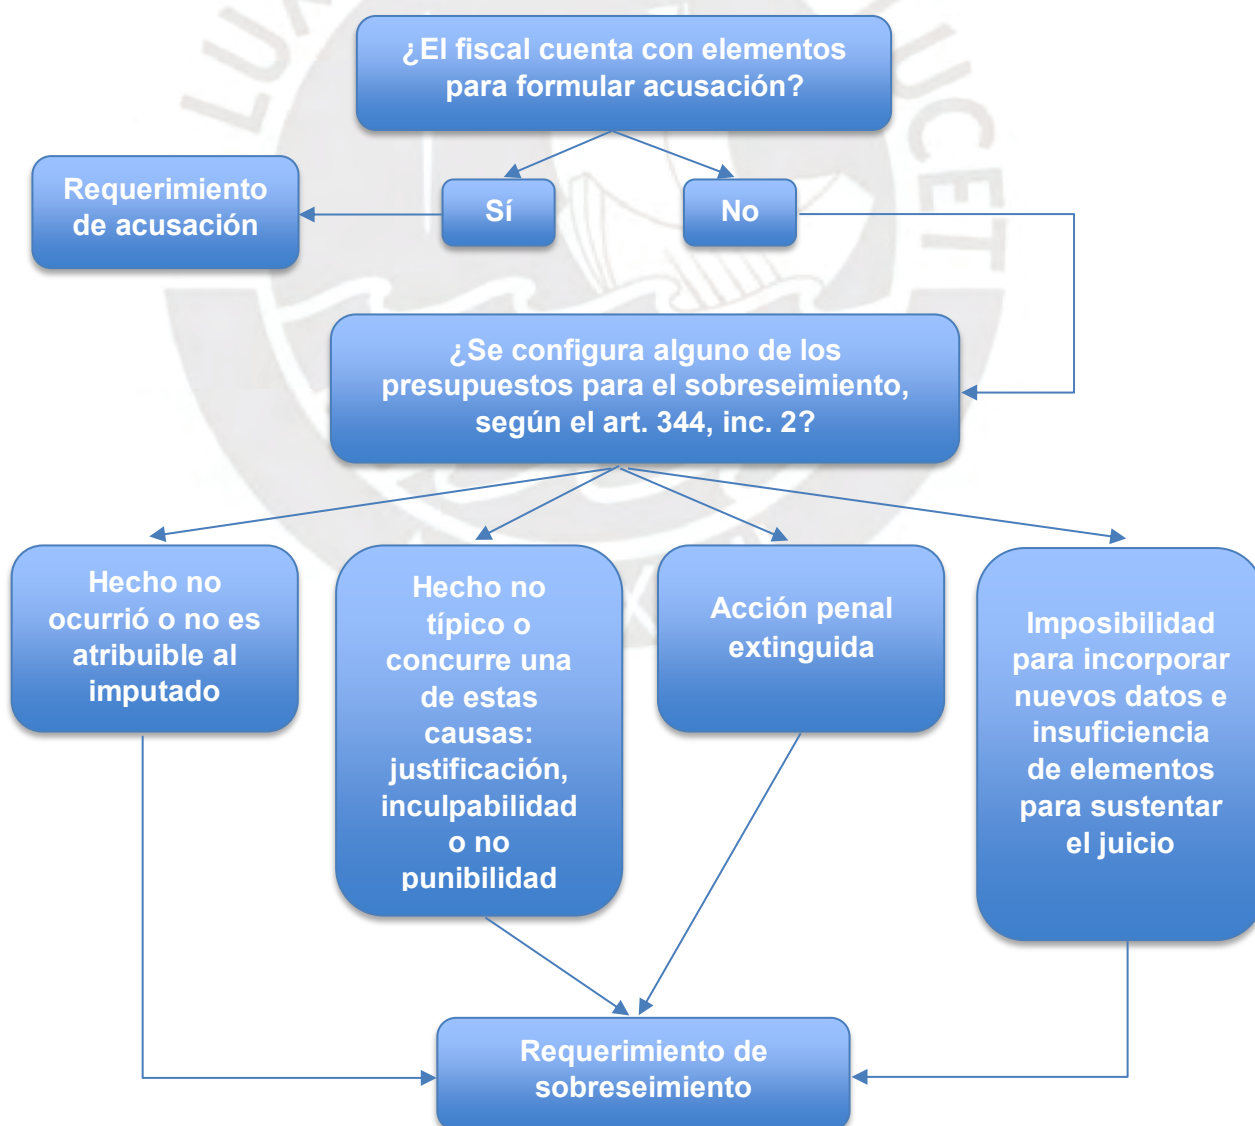 ¿El fiscal cuenta con elementos
para formular acusación?
Requerimiento
de acusación
Sí
No
¿Se configura alguno de los
presupuestos para el sobreseimiento,
según el art. 344, inc. 2?
Hecho no
ocurrió o no es
atribuible al
imputado
Hecho no
típico o
concurre una
de estas
causas:
justificación,
inculpabilidad
o no
punibilidad
Acción penal
extinguida
Imposibilidad
para incorporar
nuevos datos e
insuficiencia
de elementos
para sustentar
el juicio
Requerimiento de
sobreseimiento